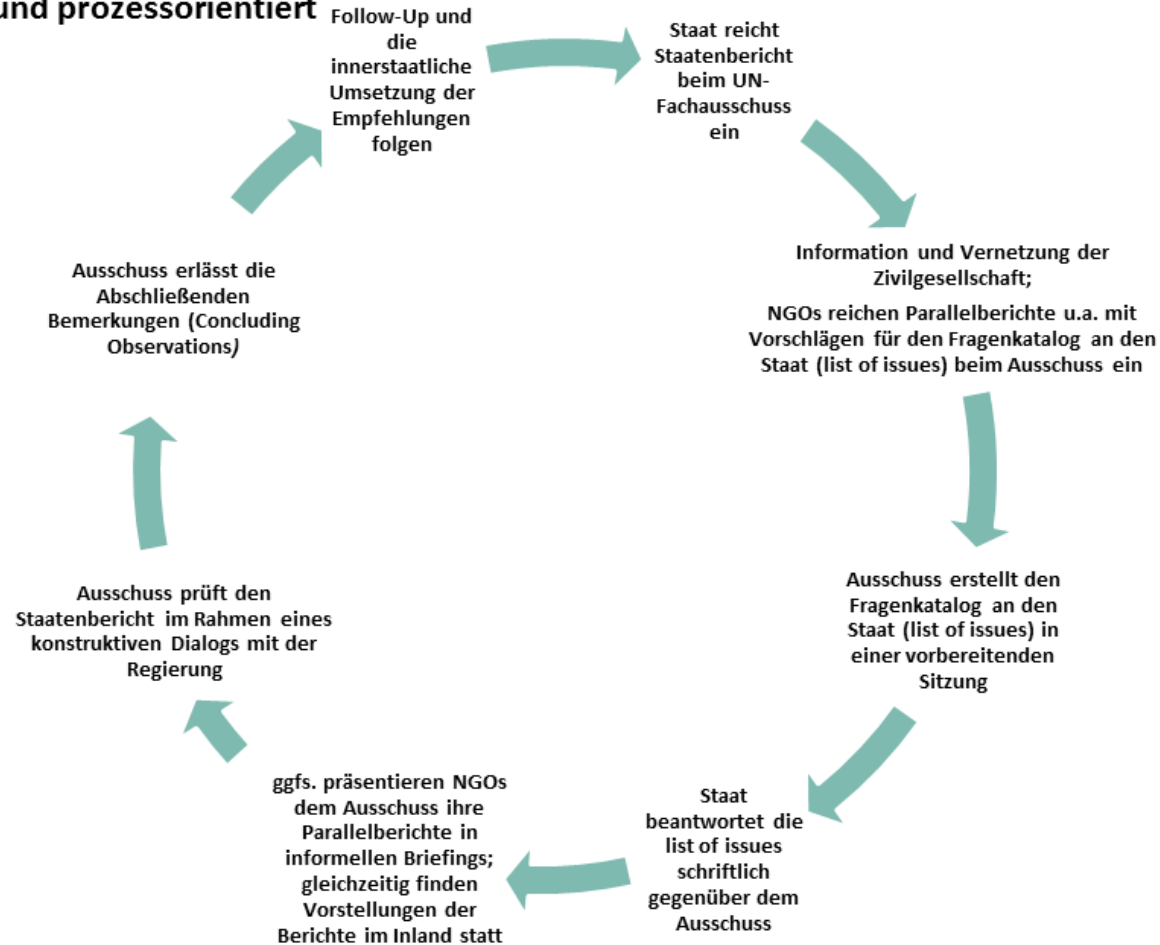 und prozessorientiert
Follow-Up und
die
innerstaatliche
Umsetzung der
Empfehlungen
folgen
Staat reicht
Staatenbericht
beim UN-
Fachausschuss
ein
Information und Vernetzung der
Zivilgesellschaft;
NGOs reichen Parallelberichte u.a. mit
Vorschlägen für den Fragenkatalog an den
Staat (list of issues) beim Ausschuss ein
Ausschuss erstellt den
Fragenkatalog an den
Staat (list of issues) in
einer vorbereitenden
Sitzung
Staat
beantwortet die
list of issues
schriftlich
gegenüber dem
Ausschuss
ggfs. präsentieren NGOs
dem Ausschuss ihre
Parallelberichte in
informellen Briefings;
gleichzeitig finden
Vorstellungen der
Berichte im Inland statt
Ausschuss prüft den
Staatenbericht im Rahmen eines
konstruktiven Dialogs mit der
Regierung
Ausschuss erlässt die
Abschließenden
Bemerkungen (Concluding
Observations)